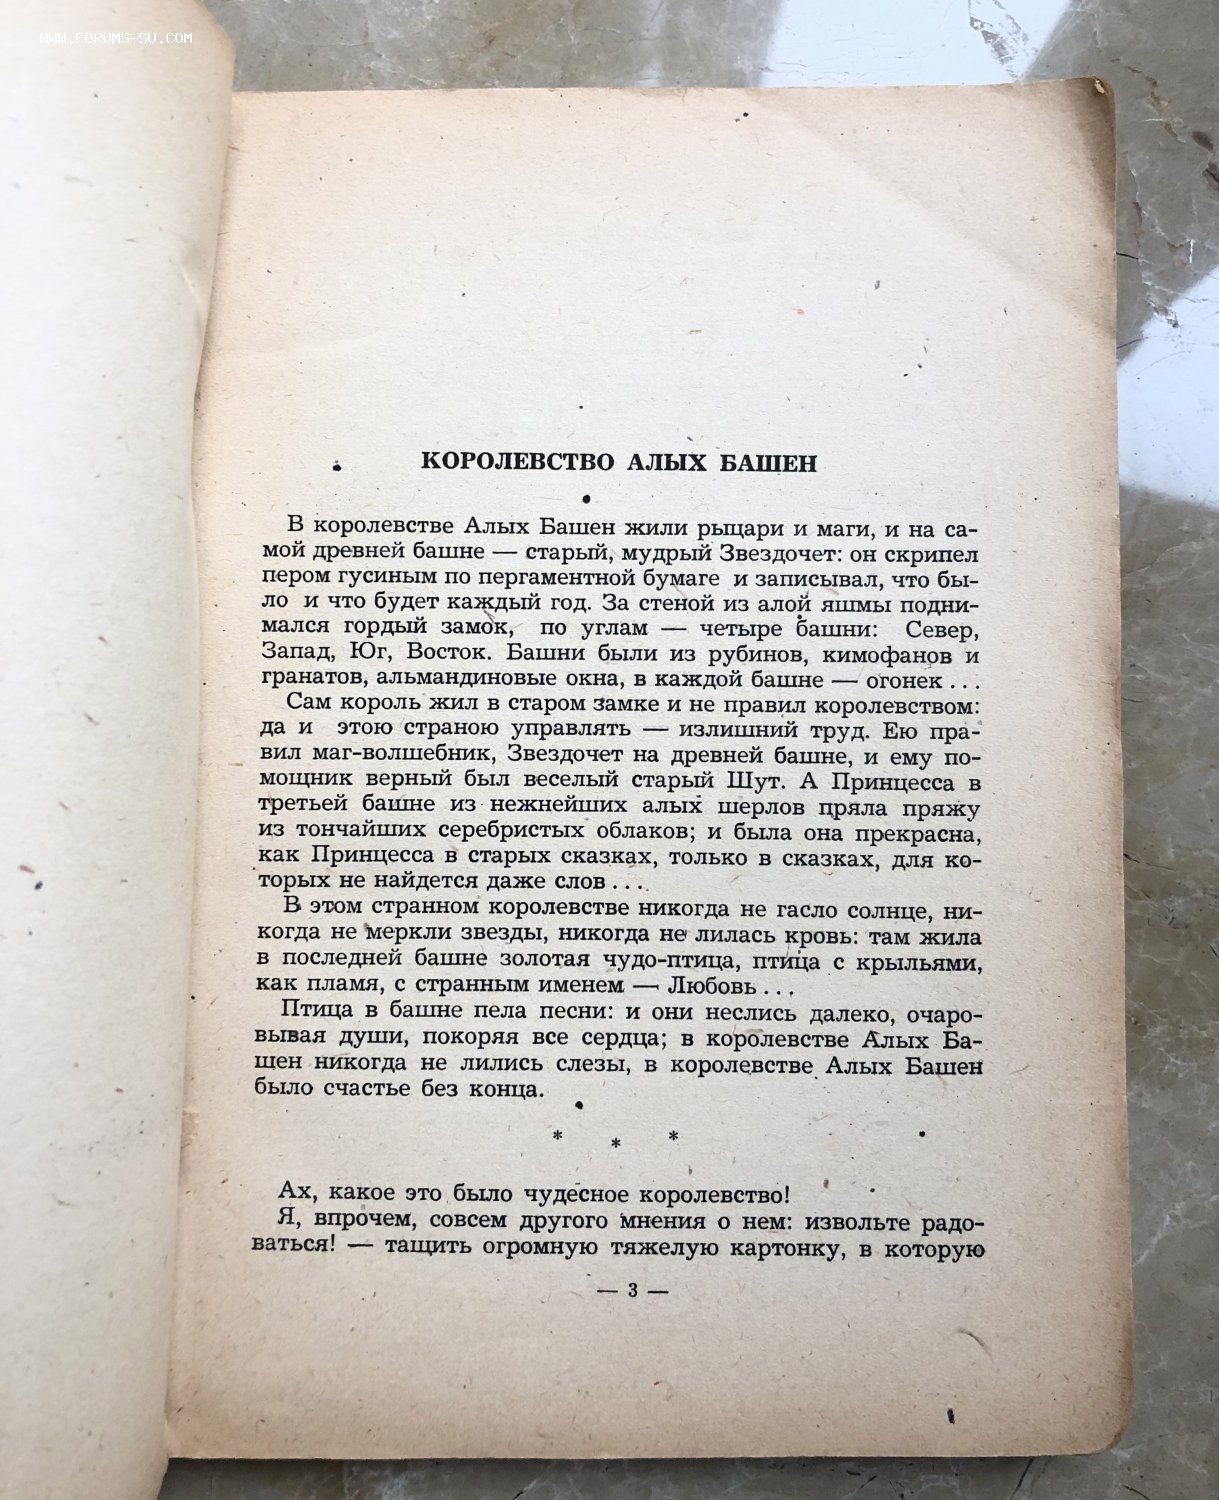 WWW.FORUMS-SU.COM
КОРОЛЕВСТВО АЛЫХ БАШЕН
В королевстве Алых Башен жили рыцари и маги, и на са-
мой древней башне — старый, мудрый Звездочет: он скрипел
пером гусиным по пергаментной бумаге и записывал, что бы-
ло и что будет каждый год. За стеной из алой яшмы подни-
мался гордый замок, по углам — четыре башни: Север,
Запад, Юг, Восток. Башни были из рубинов, кимофанов и
гранатов, альмандиновые окна, в каждой башне — огонек ...
Сам король жил в старом замке и не правил королевством:
да и этою страною управлять — излишний труд. Ею пра-
вил маг-волшебник, Звездочет на древней башне, и ему по-
мощник верный был веселый старый Шут. А Принцесса в
третьей башне из нежнейших алых шерлов пряла пряжу
из тончайших серебристых облаков; и была она прекрасна,
как Принцесса в старых сказках, только в сказках, для ко-
торых не найдется даже слов ...
В этом странном королевстве никогда не гасло солнце, ни-
когда не меркли звезды, никогда не лилась кровь: там жила
в последней башне золотая чудо-птица, птица с крыльями,
как пламя, с странным именем — Любовь ...
Птица в башне пела песни: и они неслись далеко, очаро-
вывая души, покоряя все сердца; в королевстве Алых Ба-
шен никогда не лились слезы, в королевстве Алых Башен
было счастье без конца.
* * *
Ах, какое это было чудесное королевство!
Я, впрочем, совсем другого мнения о нем: извольте радо-
ваться! — тащить огромную тяжелую картонку, в которую
— 3 —